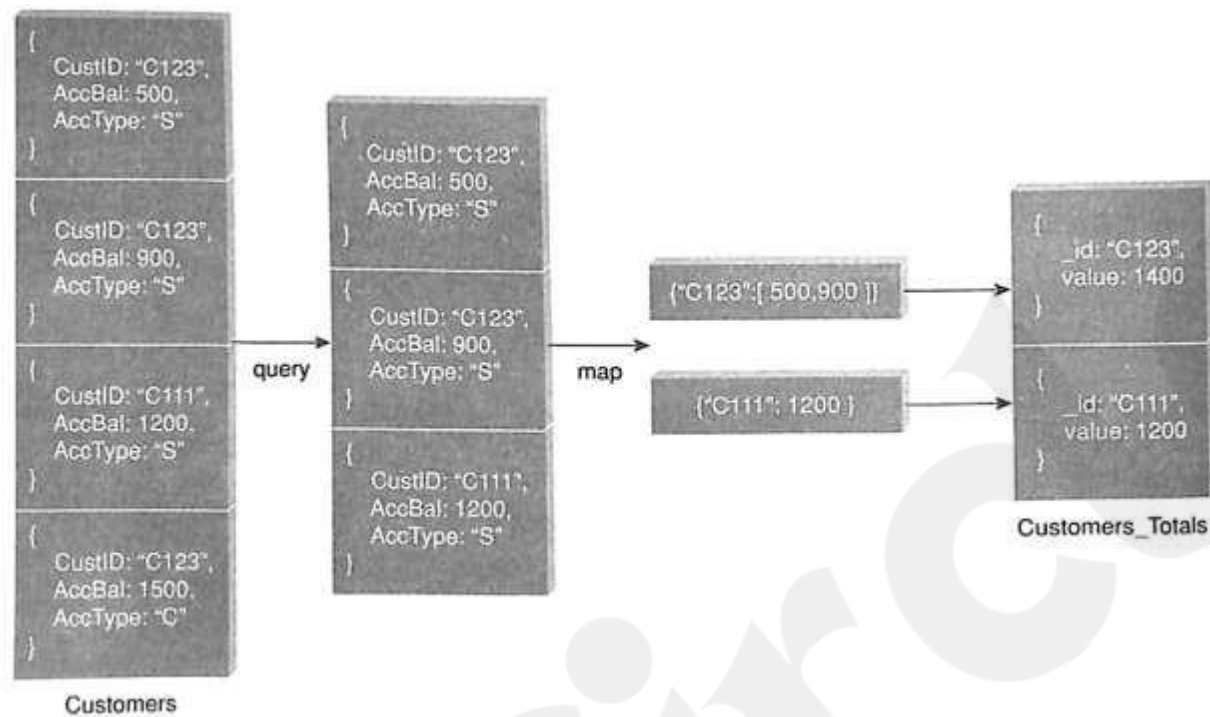 {
CustID: "C123",
AccBal: 500,
AccType: "S"
}
{
CustID: "C123",
AccBal: 900,
AccType: "S"
}
{
CustID: "C111",
AccBal: 1200,
AccType: "S"
}
{
CustID: "C123",
AccBal: 1500,
AccType: "C"
}
Customers
query
{
CustID: "C123",
AccBal: 500,
AccType: "S"
}
{
CustID: "C123",
AccBal: 900,
AccType: "S"
}
{
CustID: "C111",
AccBal: 1200,
AccType: "S"
}
map
{"C123":[ 500,900 ]}
{"C111": 1200 }
{
_id: "C123",
value: 1400
}
{
_id: "C111",
value: 1200
}
Customers_Totals